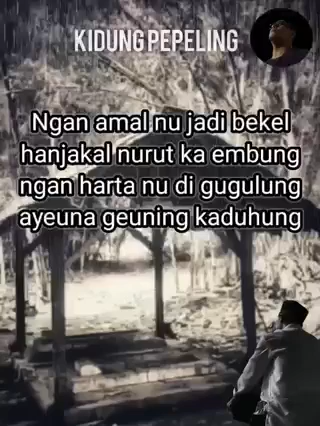 KIDUNG PEPELING
Ngan amal nu jadi bekel
hanjakal nurut ka embung
ngan harta nu di gugulung
ayeuna geuning kaduhung